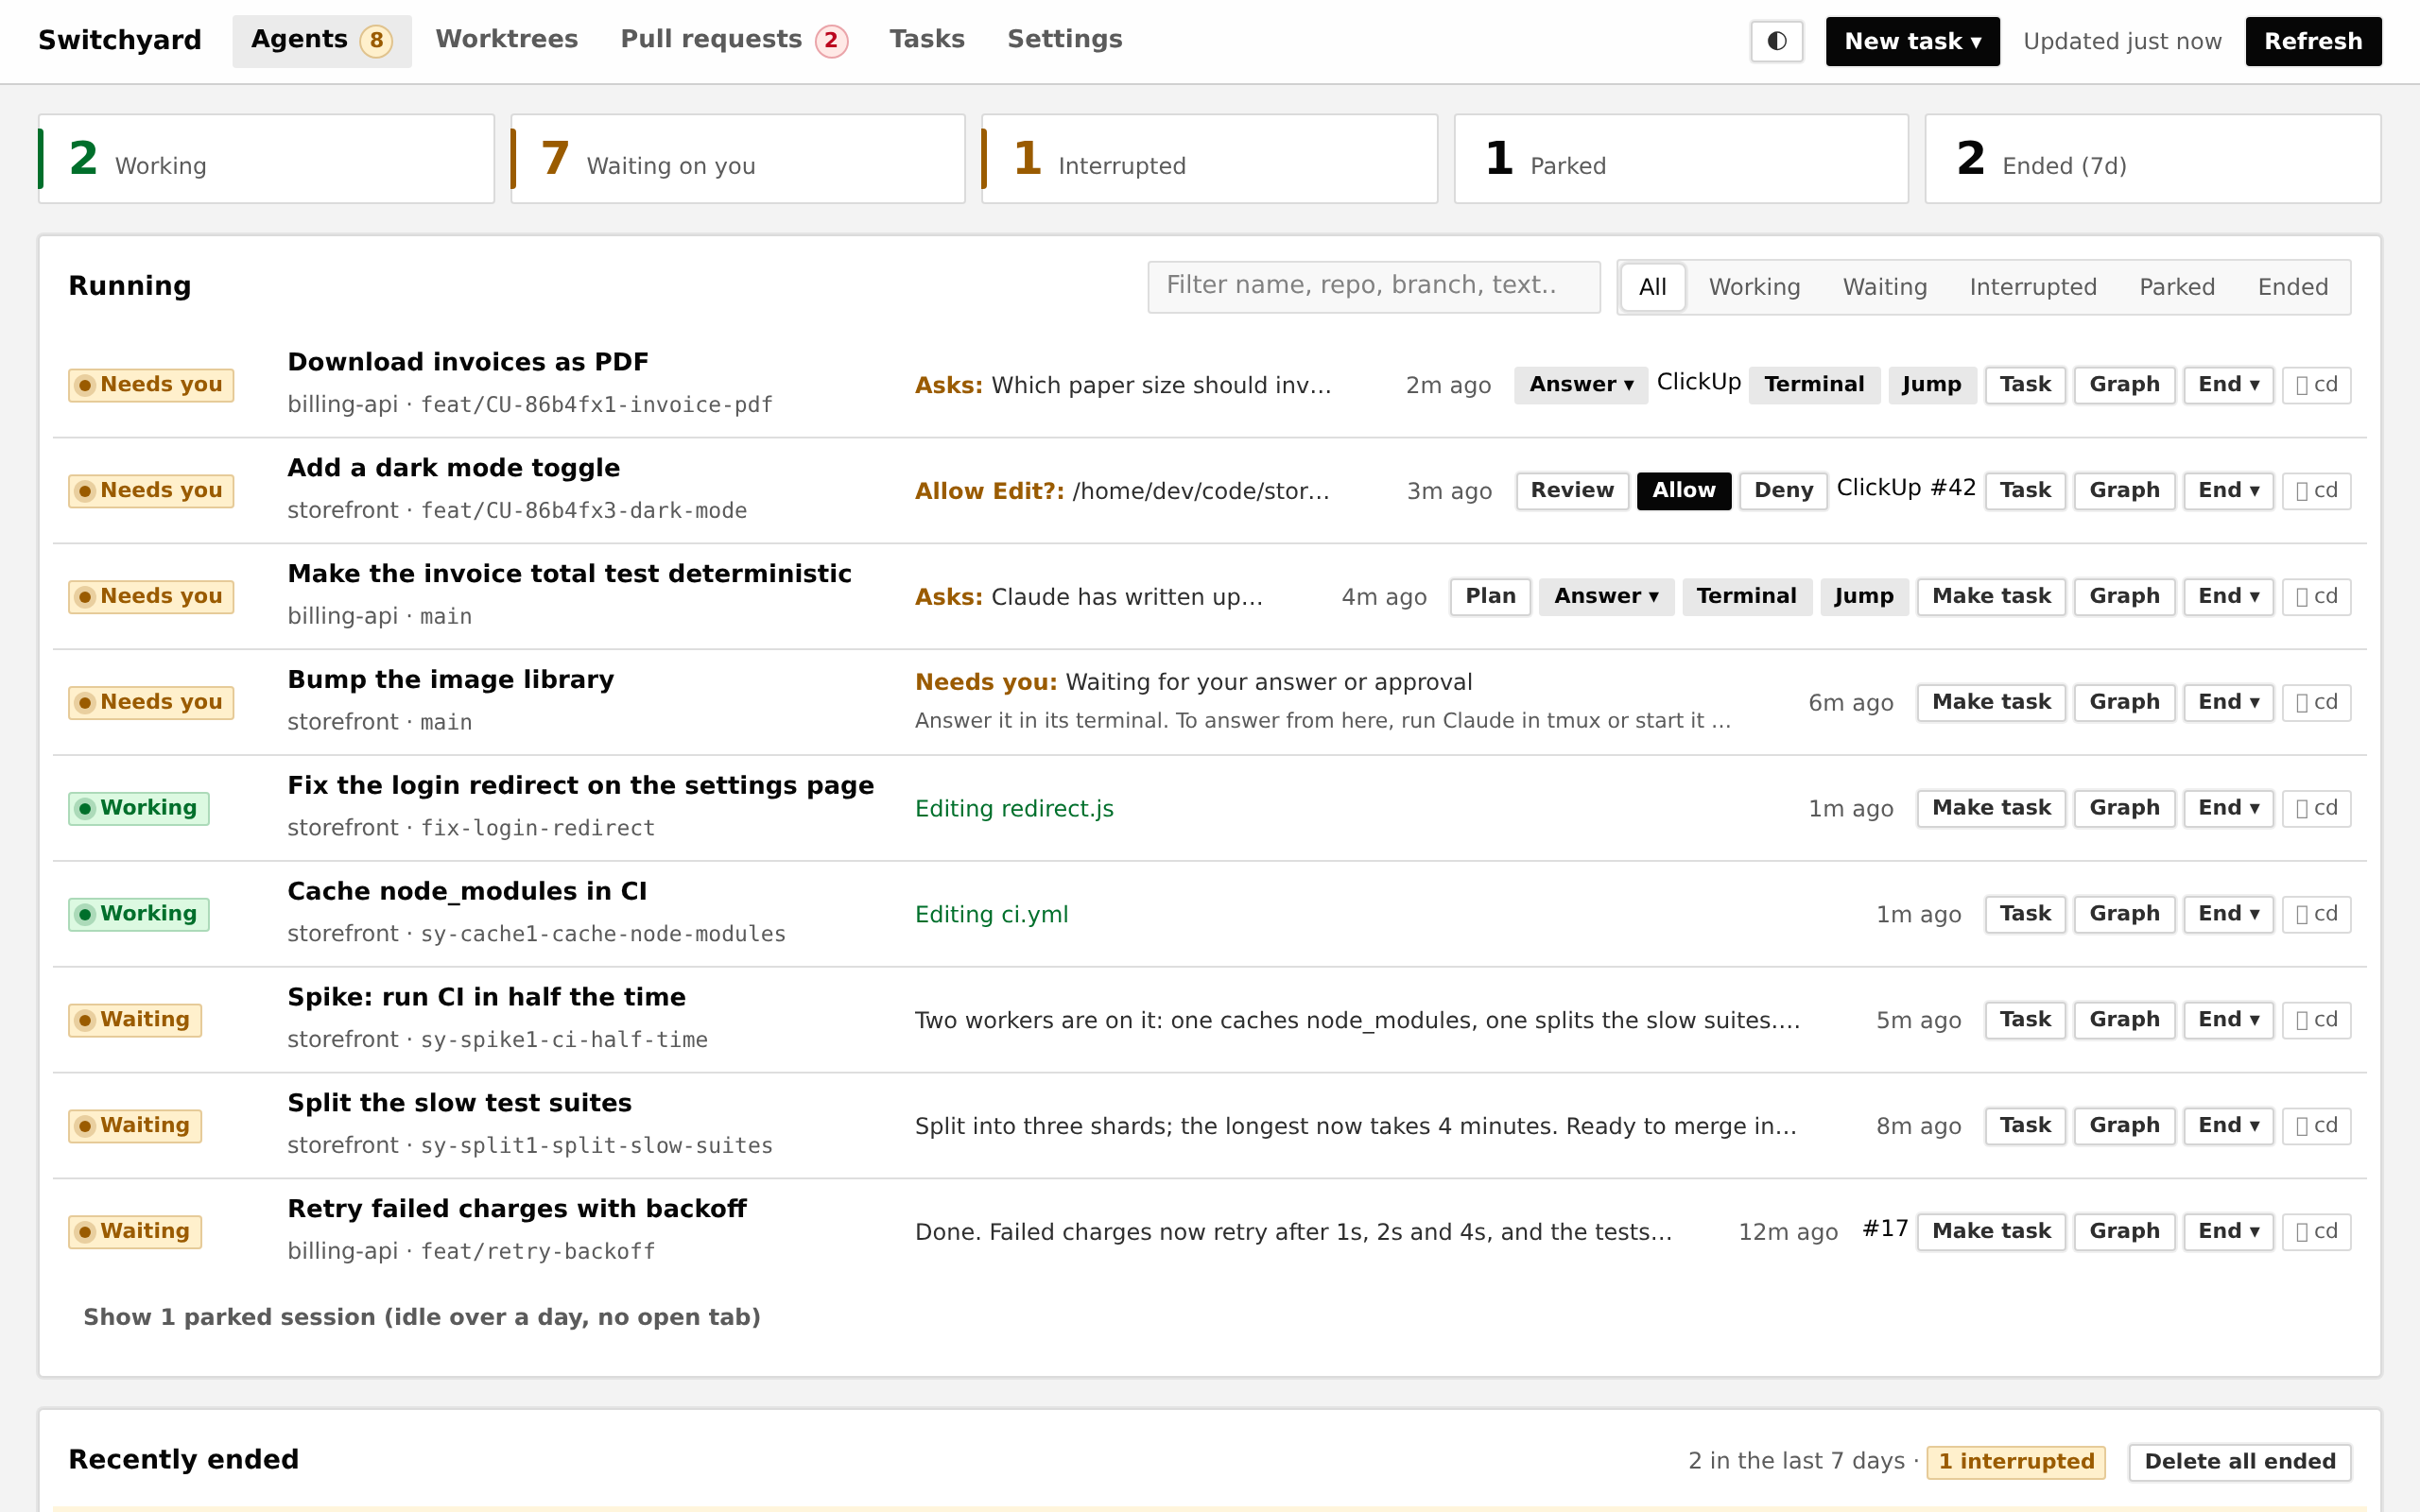 Switchyard Agents 8 Worktrees Pull requests 2 Tasks Settings ◐ New task ▾ Updated just now Refresh
2 Working 7 Waiting on you 1 Interrupted 1 Parked 2 Ended (7d)
Running Filter name, repo, branch, text.. All Working Waiting Interrupted Parked Ended
Download invoices as PDF
Needs you Asks: Which paper size should inv… 2m ago Answer ▾ ClickUp Terminal Jump Task Graph End ▾ cd
billing-api · feat/CU-86b4fx1-invoice-pdf
Add a dark mode toggle
Needs you Allow Edit?: /home/dev/code/stor… 3m ago Review Allow Deny ClickUp #42 Task Graph End ▾ cd
storefront · feat/CU-86b4fx3-dark-mode
Make the invoice total test deterministic
Needs you Asks: Claude has written up… 4m ago Plan Answer ▾ Terminal Jump Make task Graph End ▾ cd
billing-api · main
Bump the image library
Needs you: Waiting for your answer or approval
Needs you 6m ago Make task Graph End ▾ cd
storefront · main
Answer it in its terminal. To answer from here, run Claude in tmux or start it …
Fix the login redirect on the settings page
Working Editing redirect.js 1m ago Make task Graph End ▾ cd
storefront · fix-login-redirect
Cache node_modules in CI
Working Editing ci.yml 1m ago Task Graph End ▾ cd
storefront · sy-cache1-cache-node-modules
Spike: run CI in half the time
Waiting Two workers are on it: one caches node_modules, one splits the slow suites.… 5m ago Task Graph End ▾ cd
storefront · sy-spike1-ci-half-time
Split the slow test suites
Waiting Split into three shards; the longest now takes 4 minutes. Ready to merge in… 8m ago Task Graph End ▾ cd
storefront · sy-split1-split-slow-suites
Retry failed charges with backoff
Waiting Done. Failed charges now retry after 1s, 2s and 4s, and the tests… 12m ago #17 Make task Graph End ▾ cd
billing-api · feat/retry-backoff
Show 1 parked session (idle over a day, no open tab)
Recently ended 2 in the last 7 days · 1 interrupted Delete all ended